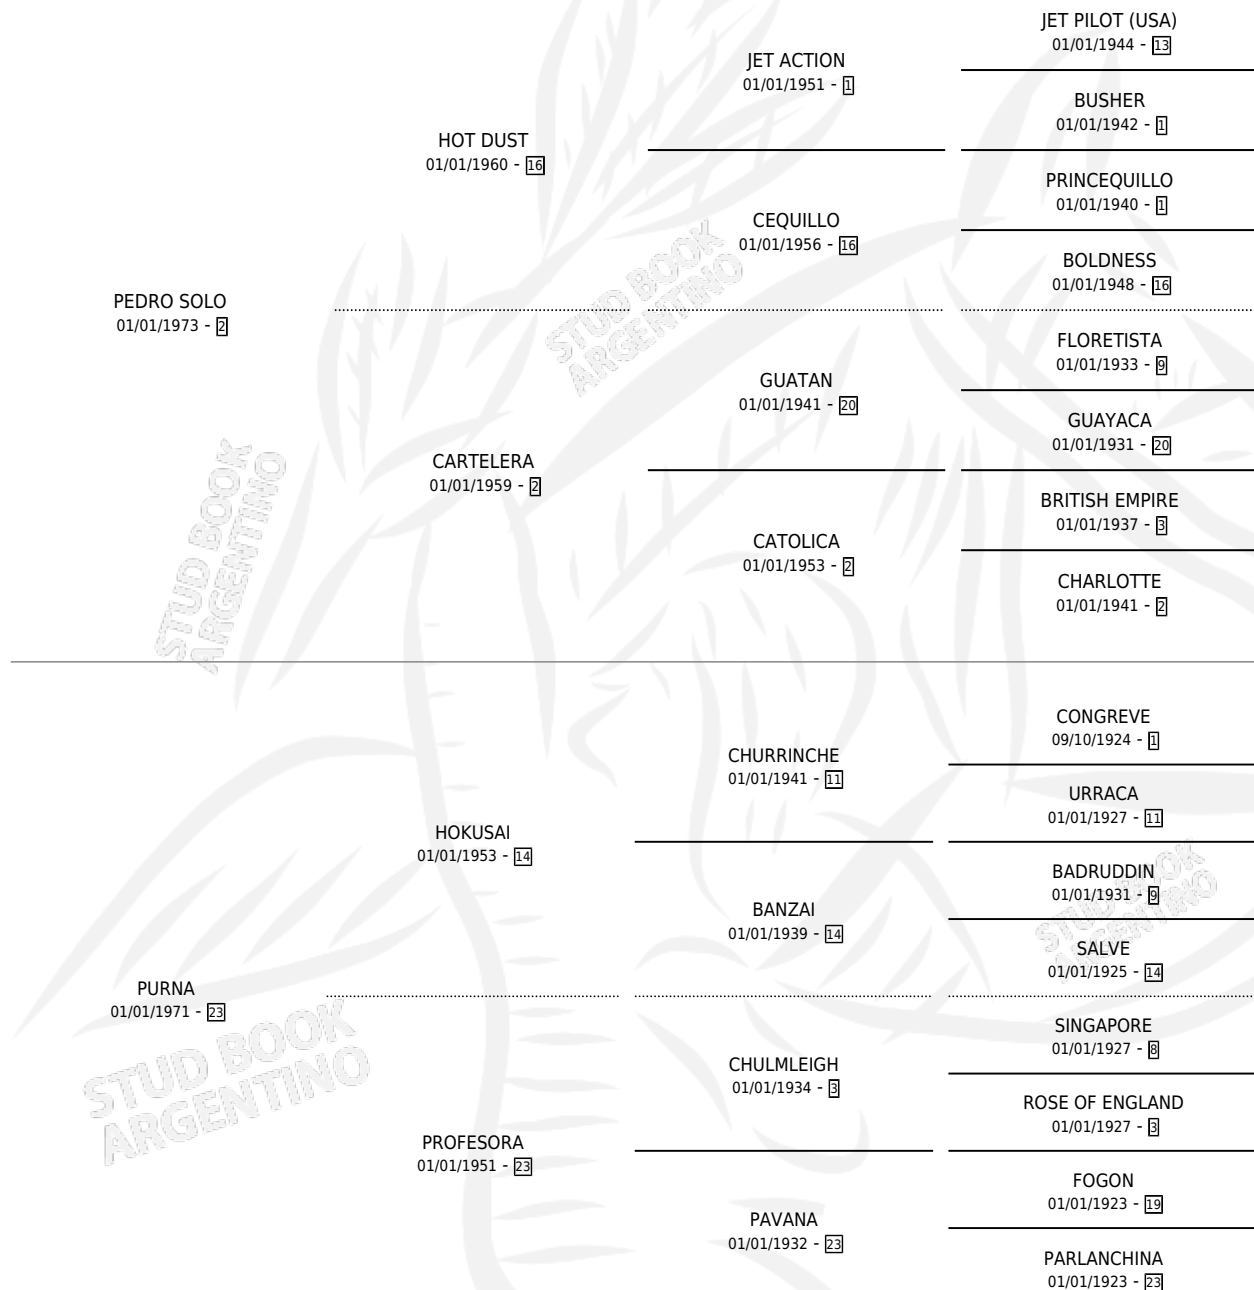 JET PILOT (USA)
01/01/1944 - 13
JET ACTION
01/01/1951 - 1
BUSHER
01/01/1942 - 1
HOT DUST
01/01/1960 - 16
PRINCEQUILLO
01/01/1940 - 1
CEQUILLO
01/01/1956 - 16
BOLDNESS
01/01/1948 - 16
PEDRO SOLO
01/01/1973 - 2
FLORETISTA
01/01/1933 - 9
GUATAN
01/01/1941 - 20
GUAYACA
01/01/1931 - 20
CARTELERA
01/01/1959 - 2
BRITISH EMPIRE
01/01/1937 - 3
CATOLICA
01/01/1953 - 2
CHARLOTTE
01/01/1941 - 2
CONGREVE
09/10/1924 - 1
CHURRINCHE
01/01/1941 - 11
URRACA
01/01/1927 - 11
HOKUSAI
01/01/1953 - 14
BADRUDDIN
01/01/1931 - 9
BANZAI
01/01/1939 - 14
SALVE
01/01/1925 - 14
PURNA
01/01/1971 - 23
SINGAPORE
01/01/1927 - 8
CHULMLEIGH
01/01/1934 - 3
ROSE OF ENGLAND
01/01/1927 - 3
PROFESORA
01/01/1951 - 23
FOGON
01/01/1923 - 19
PAVANA
01/01/1932 - 23
PARLANCHINA
01/01/1923 - 23
STUD BOOK
ARGENTINO
STUD BOOK
ARGENTINO
STUD BOOK
ARGENTINO
STUD BOOK
ARGENTINO